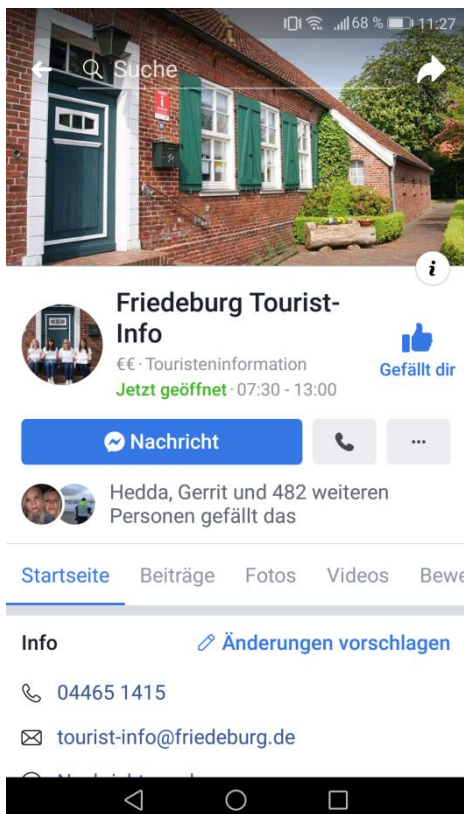 68 % 11:27
Suche
Friedeburg Tourist-
Info
€€ · Touristeninformation
Jetzt geöffnet · 07:30 - 13:00
Gefällt dir
Nachricht
Hedda, Gerrit und 482 weiteren
Personen gefällt das
Startseite Beiträge Fotos Videos Bewe
Info Änderungen vorschlagen
04465 1415
tourist-info@friedeburg.de